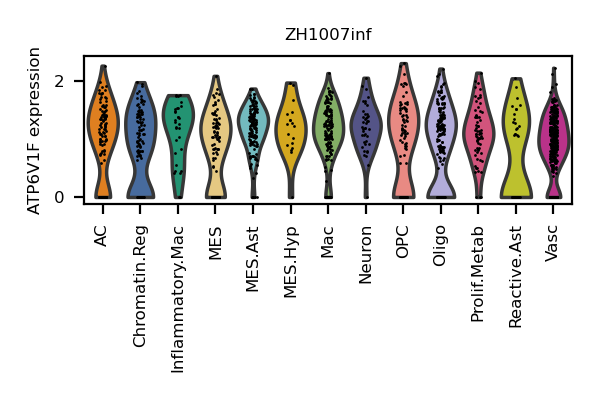 ZH1007inf
ATP6V1F expression
2
0
AC
Chromatin.Reg
Inflammatory.Mac
MES
MES.Ast
MES.Hyp
Mac
Neuron
OPC
Oligo
Prolif.Metab
Reactive.Ast
Vasc